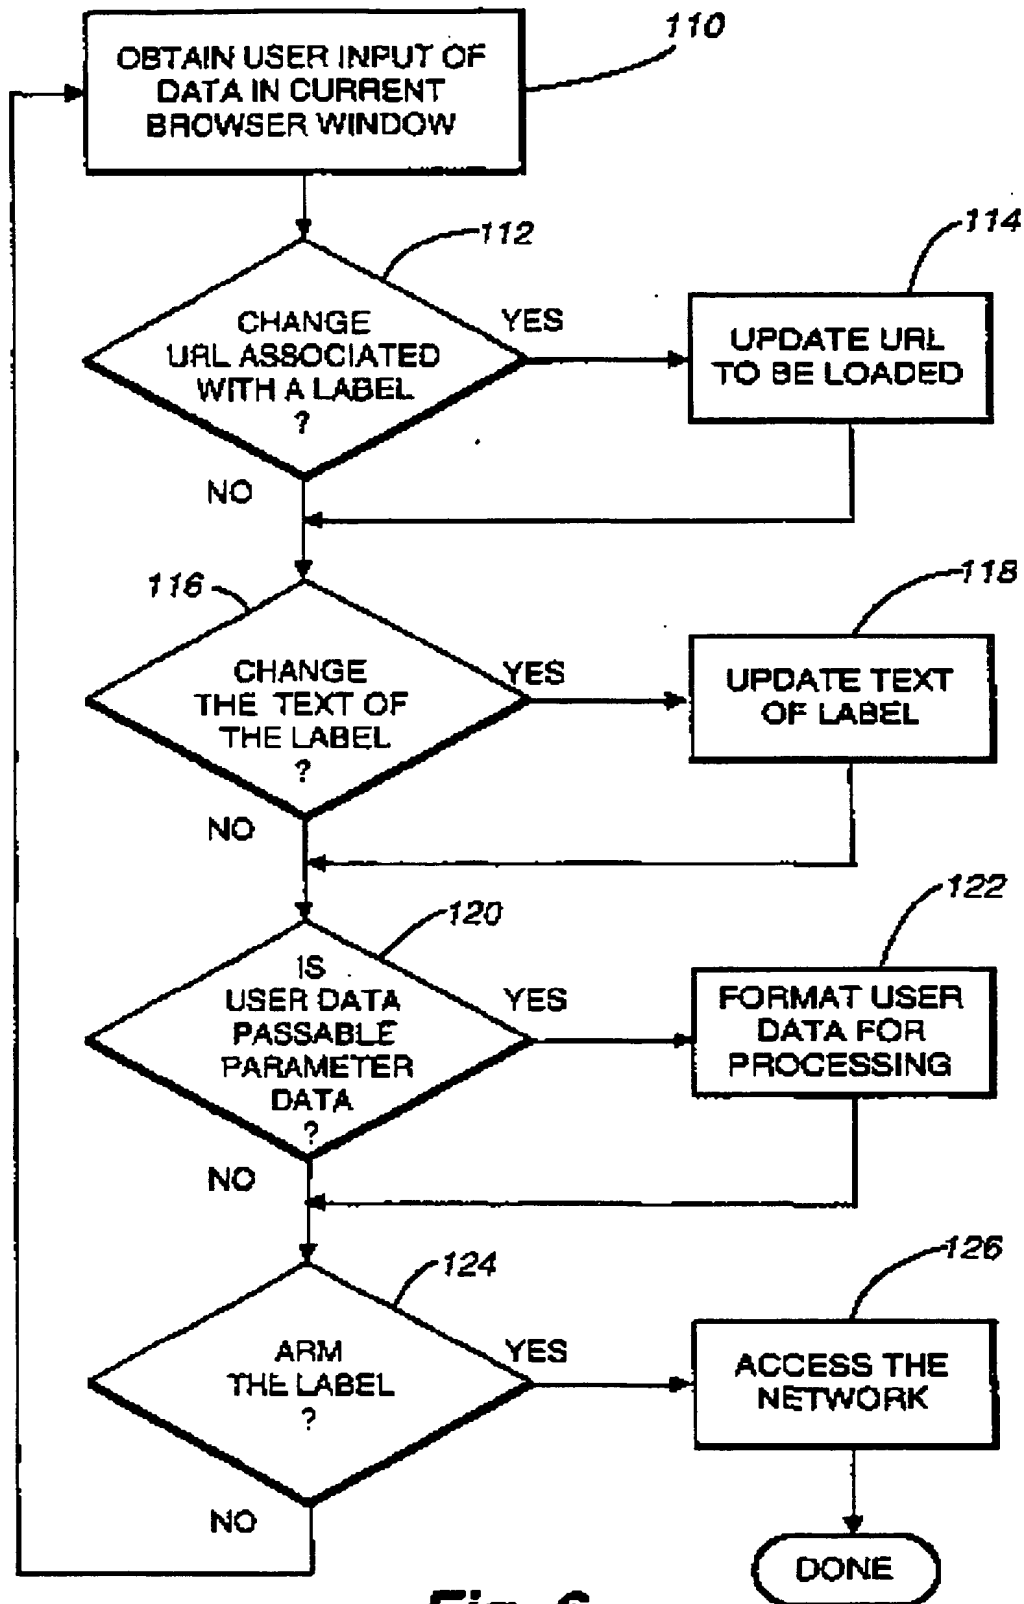 110
OBTAIN USER INPUT OF
DATA IN CURRENT
BROWSER WINDOW
112
114
CHANGE
URL ASSOCIATED
WITH A LABEL
?
YES
UPDATE URL
TO BE LOADED
NO
116
118
CHANGE
THE TEXT OF
THE LABEL
?
YES
UPDATE TEXT
OF LABEL
NO
120
122
IS
USER DATA
PASSABLE
PARAMETER
DATA
?
YES
FORMAT USER
DATA FOR
PROCESSING
NO
124
126
ARM
THE LABEL
?
YES
ACCESS THE
NETWORK
NO
DONE